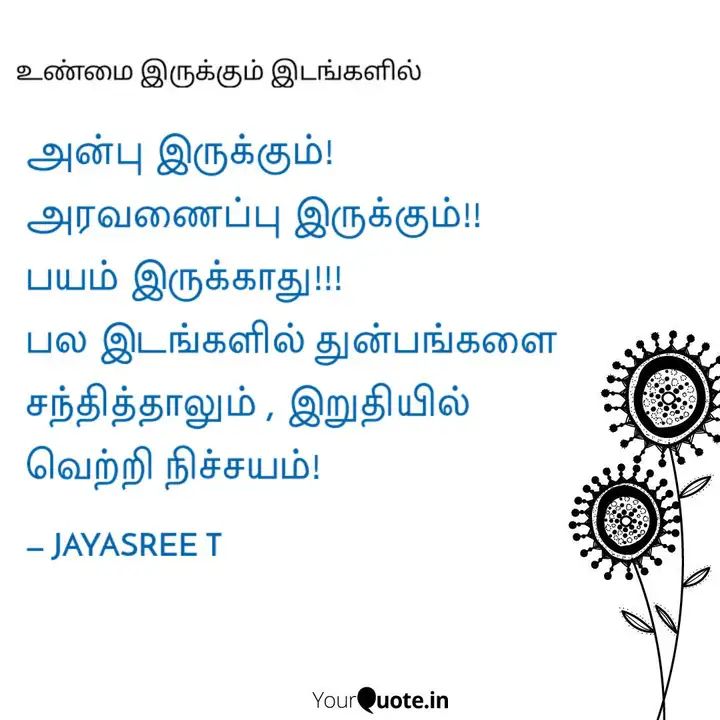 உண்மை இருக்கும் இடங்களில்
அன்பு இருக்கும்!
அரவணைப்பு இருக்கும்!!
பயம் இருக்காது!!!
பல இடங்களில் துன்பங்களை
சந்தித்தாலும் , இறுதியில்
வெற்றி நிச்சயம்!
– JAYASREE T
YourQuote.in